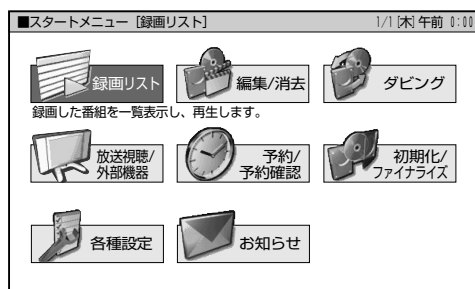 ■スタートメニュー［録画リスト］ 1/1[木]午前 0:00
録画リスト 編集/消去 ダビング
録画した番組を一覧表示し、再生します。
放送視聴/ 予約/ 初期化/
外部機器 予約確認 ファイナライズ
各種設定 お知らせ